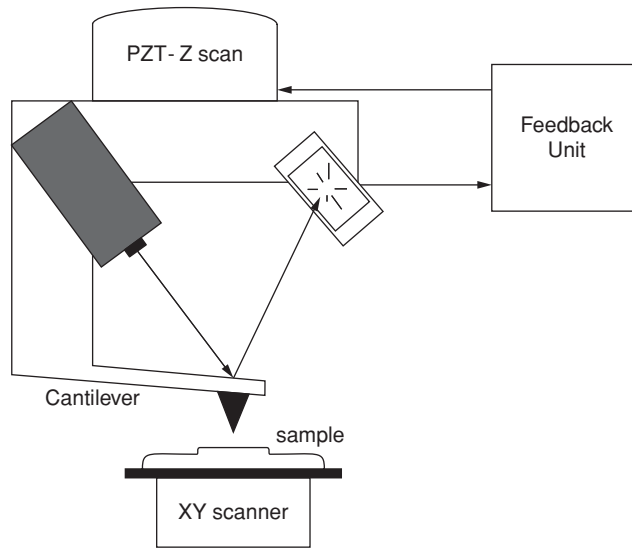 PZT- Z scan
Feedback
Unit
Cantilever
sample
XY scanner